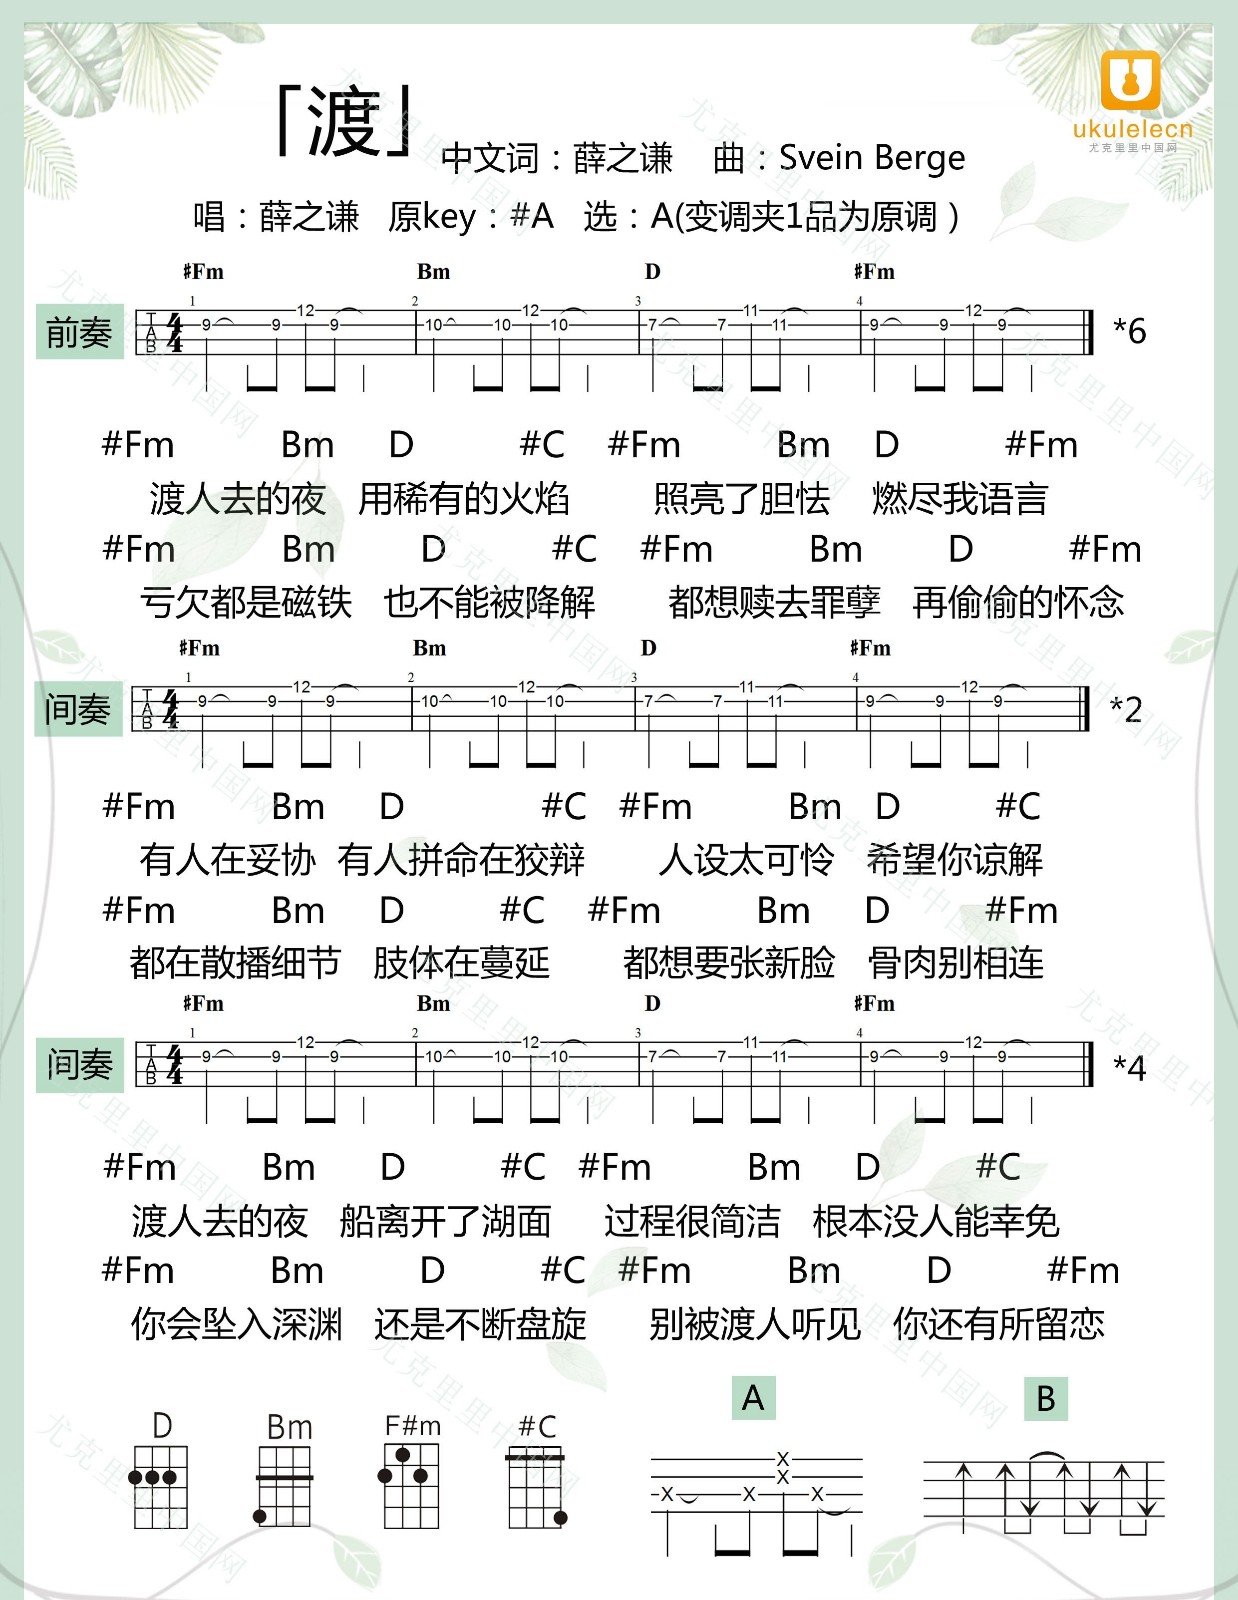 「渡」
中文词：薛之谦 曲：Svein Berge
ukulelecn
尤克里里中国网
唱：薛之谦 原key：#A 选：A(变调夹1品为原调）
♯Fm Bm D ♯Fm
前奏
1 2 3 4
TAB 4/4 9 9 12 9 10 10 12 10 7 7 11 11 9 9 12 9
*6
#Fm Bm D #C #Fm Bm D #Fm
渡人去的夜 用稀有的火焰 照亮了胆怯 燃尽我语言
#Fm Bm D #C #Fm Bm D #Fm
亏欠都是磁铁 也不能被降解 都想赎去罪孽 再偷偷的怀念
♯Fm Bm D ♯Fm
间奏
1 2 3 4
TAB 4/4 9 9 12 9 10 10 12 10 7 7 11 11 9 9 12 9
*2
#Fm Bm D #C #Fm Bm D #C
有人在妥协 有人拼命在狡辩 人设太可怜 希望你谅解
#Fm Bm D #C #Fm Bm D #Fm
都在散播细节 肢体在蔓延 都想要张新脸 骨肉别相连
♯Fm Bm D ♯Fm
间奏
1 2 3 4
TAB 4/4 9 9 12 9 10 10 12 10 7 7 11 11 9 9 12 9
*4
#Fm Bm D #C #Fm Bm D #C
渡人去的夜 船离开了湖面 过程很简洁 根本没人能幸免
#Fm Bm D #C #Fm Bm D #Fm
你会坠入深渊 还是不断盘旋 别被渡人听见 你还有所留恋
D Bm F#m #C
A
X X X X X
B
尤克里里中国网